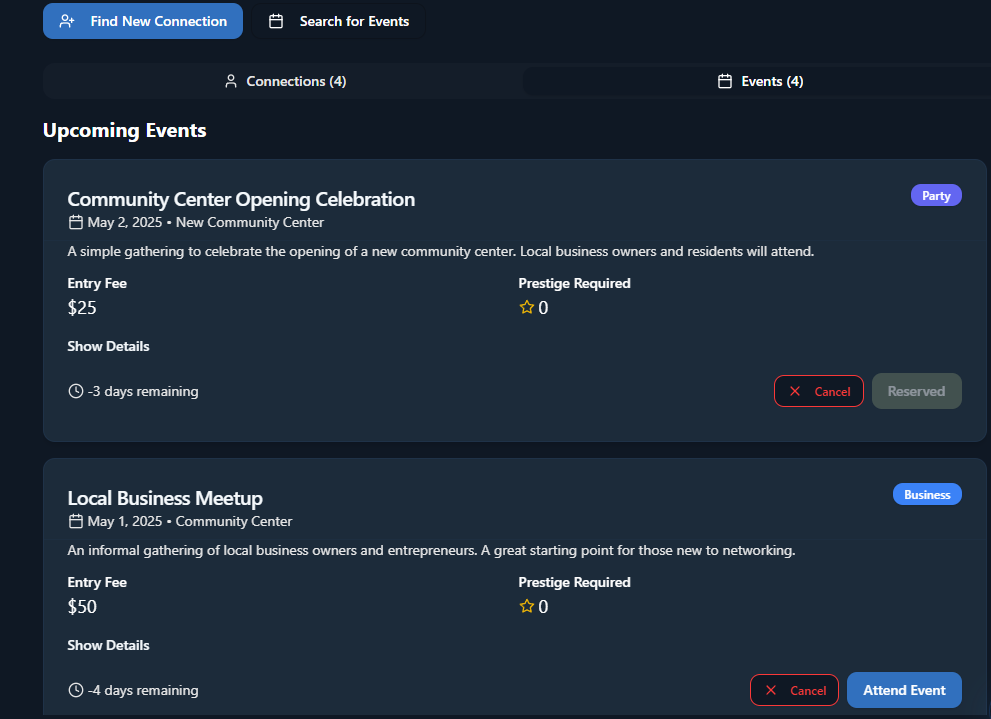 Find New Connection
Search for Events
Connections (4)
Events (4)
Upcoming Events
Community Center Opening Celebration
Party
May 2, 2025 • New Community Center
A simple gathering to celebrate the opening of a new community center. Local business owners and residents will attend.
Entry Fee
Prestige Required
$25
0
Show Details
-3 days remaining
Cancel
Reserved
Local Business Meetup
Business
May 1, 2025 • Community Center
An informal gathering of local business owners and entrepreneurs. A great starting point for those new to networking.
Entry Fee
Prestige Required
$50
0
Show Details
-4 days remaining
Cancel
Attend Event